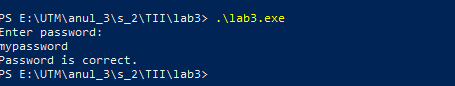 PS E:\UTM\anul_3\s_2\TII\lab3> .\lab3.exe
Enter password:
mypassword
Password is correct.
PS E:\UTM\anul_3\s_2\TII\lab3>